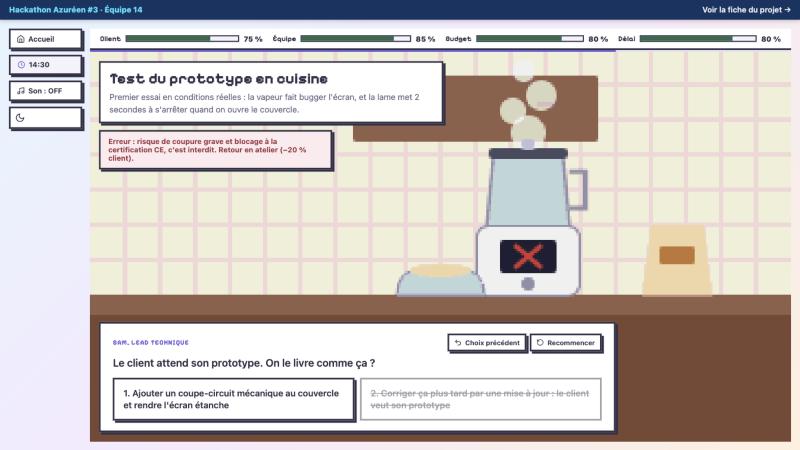 Hackathon Azuréen #3 · Équipe 14
Voir la fiche du projet →
Accueil
14:30
Son : OFF
Client 75 % Équipe 85 % Budget 80 % Délai 80 %
Test du prototype en cuisine
Premier essai en conditions réelles : la vapeur fait bugger l'écran, et la lame met 2
secondes à s'arrêter quand on ouvre le couvercle.
Erreur : risque de coupure grave et blocage à la
certification CE, c'est interdit. Retour en atelier (−20 %
client).
SAM, LEAD TECHNIQUE
Choix précédent
Recommencer
Le client attend son prototype. On le livre comme ça ?
1. Ajouter un coupe-circuit mécanique au couvercle
et rendre l'écran étanche
2. Corriger ça plus tard par une mise à jour : le client
veut son prototype